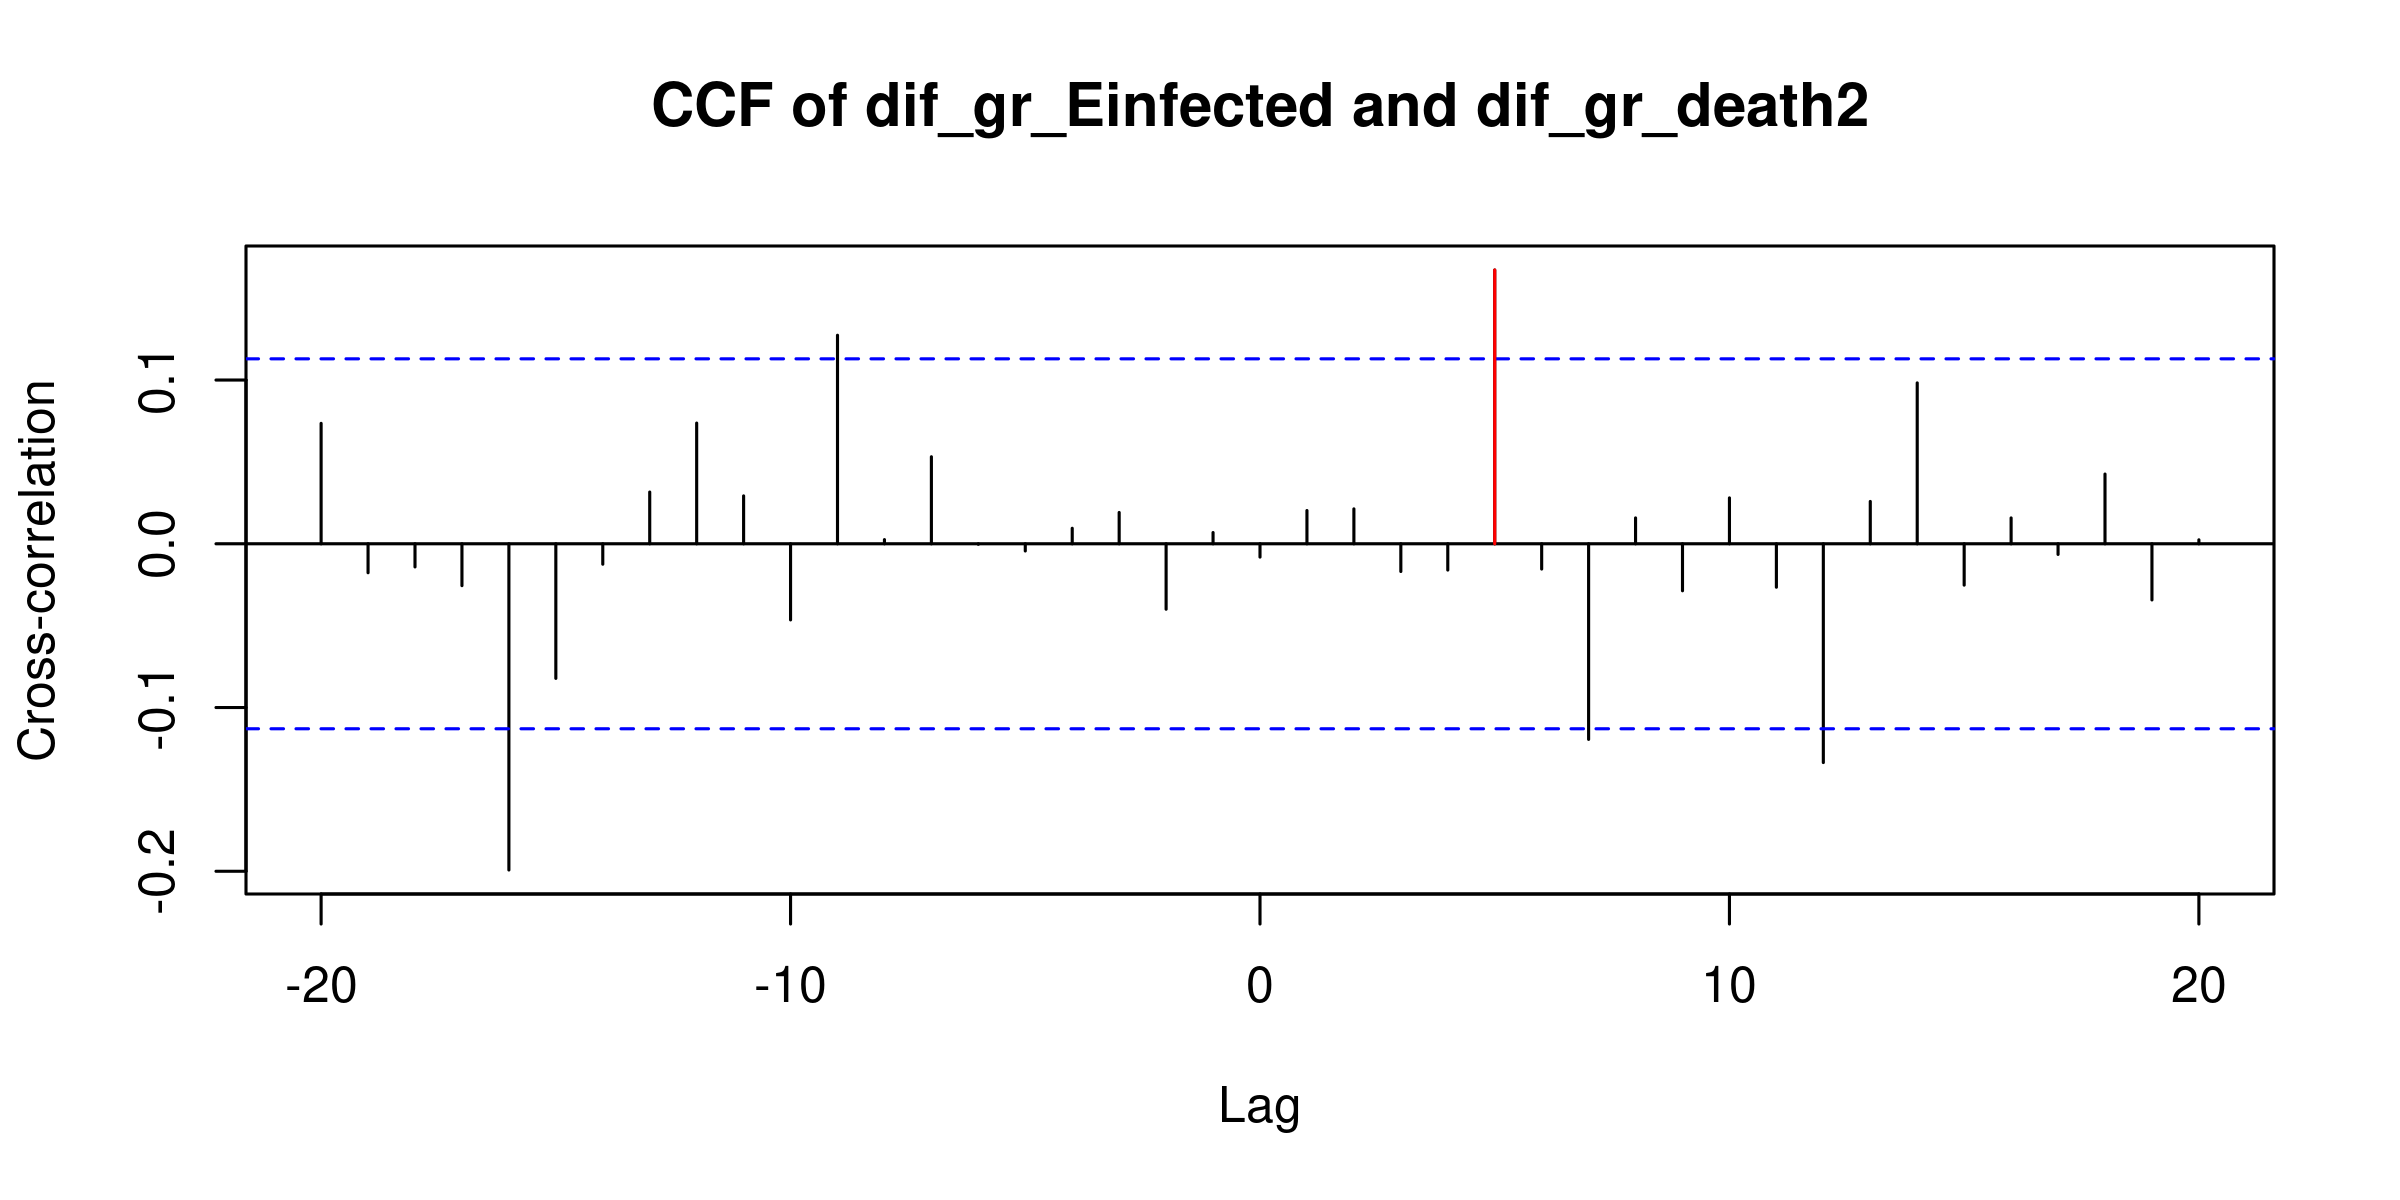 CCF of dif_gr_Einfected and dif_gr_death2
Cross-correlation
0.1
0.0
-0.1
-0.2
-20 -10 0 10 20
Lag